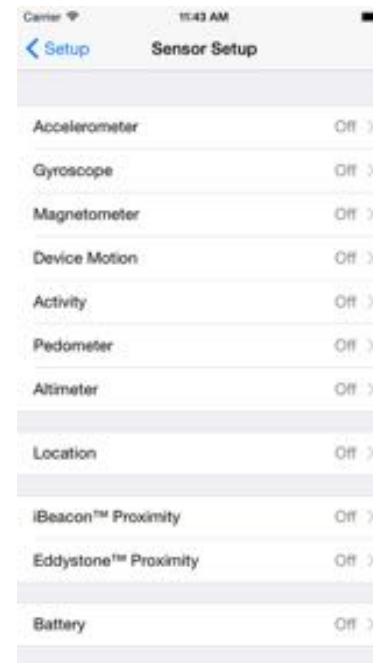 Carrier 11:43 AM
Setup Sensor Setup
Accelerometer Off
Gyroscope Off
Magnetometer Off
Device Motion Off
Activity Off
Pedometer Off
Altimeter Off
Location Off
iBeacon™ Proximity Off
Eddystone™ Proximity Off
Battery Off